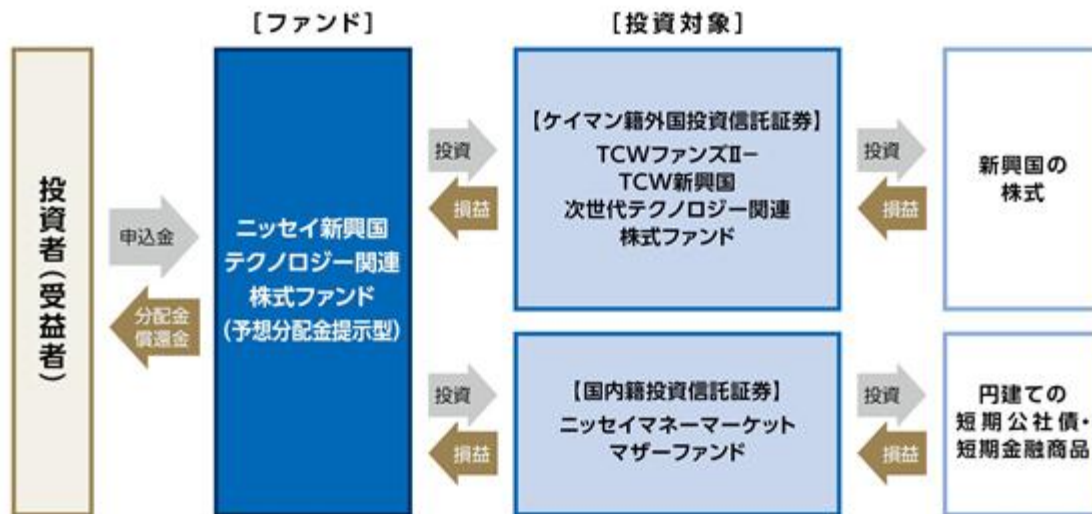 [ファンド]
[投資対象]
投資者(受益者)
申込金
分配金
償還金
ニッセイ新興国
テクノロジー関連
株式ファンド
(予想分配金提示型)
投資
損益
【ケイマン籍外国投資信託証券】
TCWファンズⅡー
TCW新興国
次世代テクノロジー関連
株式ファンド
投資
損益
新興国の
株式
投資
損益
【国内籍投資信託証券】
ニッセイマネーマーケット
マザーファンド
投資
損益
円建ての
短期公社債・
短期金融商品